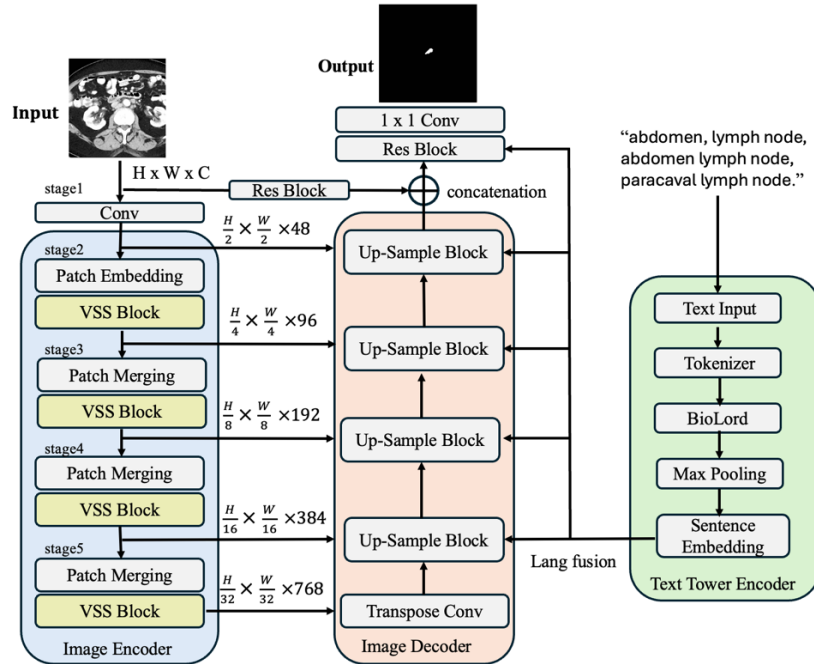 Input
Output
1 x 1 Conv
Res Block
"abdomen, lymph node,
abdomen lymph node,
paracaval lymph node."
stage1
H x W x C
Res Block
concatenation
Conv
stage2
H/2 × W/2 ×48
Up-Sample Block
Patch Embedding
VSS Block
H/4 × W/4 ×96
Text Input
stage3
Up-Sample Block
Tokenizer
Patch Merging
VSS Block
H/8 × W/8 ×192
BioLord
stage4
Up-Sample Block
Patch Merging
Max Pooling
VSS Block
H/16 × W/16 ×384
Sentence
Embedding
stage5
Up-Sample Block
Lang fusion
Patch Merging
Text Tower Encoder
VSS Block
H/32 × W/32 ×768
Transpose Conv
Image Encoder
Image Decoder